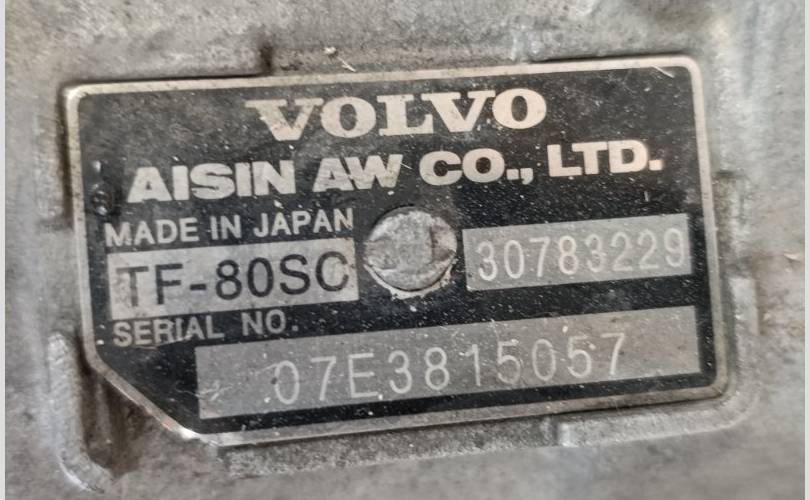 VOLVO
AISIN AW CO., LTD.
MADE IN JAPAN
TF-80SC
30783229
SERIAL NO.
07E3815057